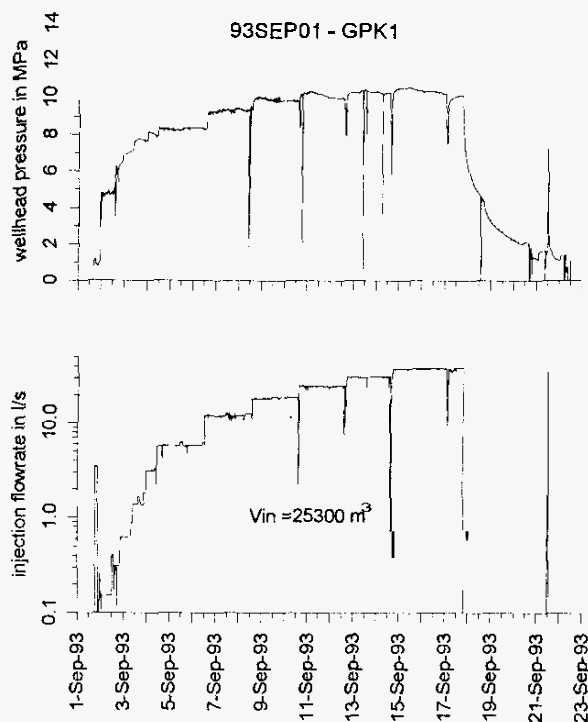 93SEP01 - GPK1
wellhead pressure in MPa
14
12
10
8
6
4
2
0
injection flowrate in l/s
10.0
1.0
0.1
Vin =25300 m³
1-Sep-93
3-Sep-93
5-Sep-93
7-Sep-93
9-Sep-93
11-Sep-93
13-Sep-93
15-Sep-93
17-Sep-93
19-Sep-93
21-Sep-93
23-Sep-93